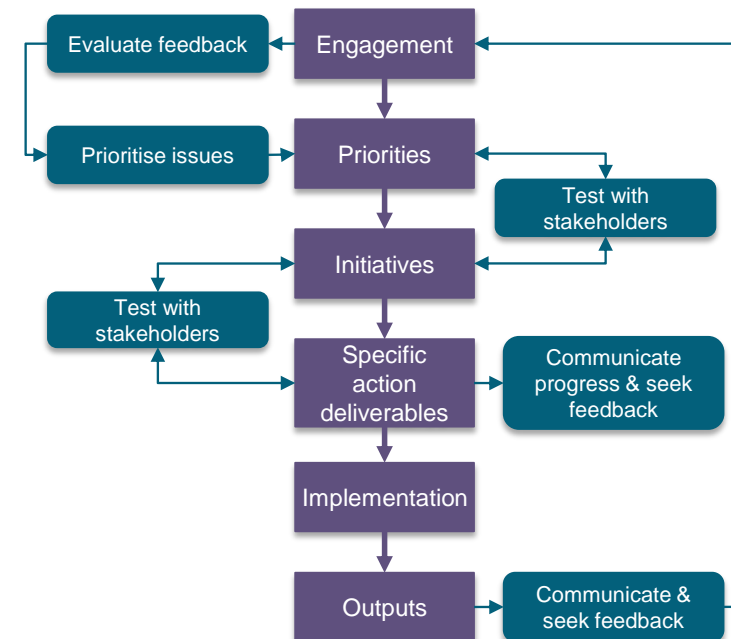 Evaluate feedback
Engagement
Prioritise issues
Priorities
Test with
stakeholders
Initiatives
Test with
stakeholders
Specific
action
deliverables
Communicate
progress & seek
feedback
Implementation
Outputs
Communicate &
seek feedback